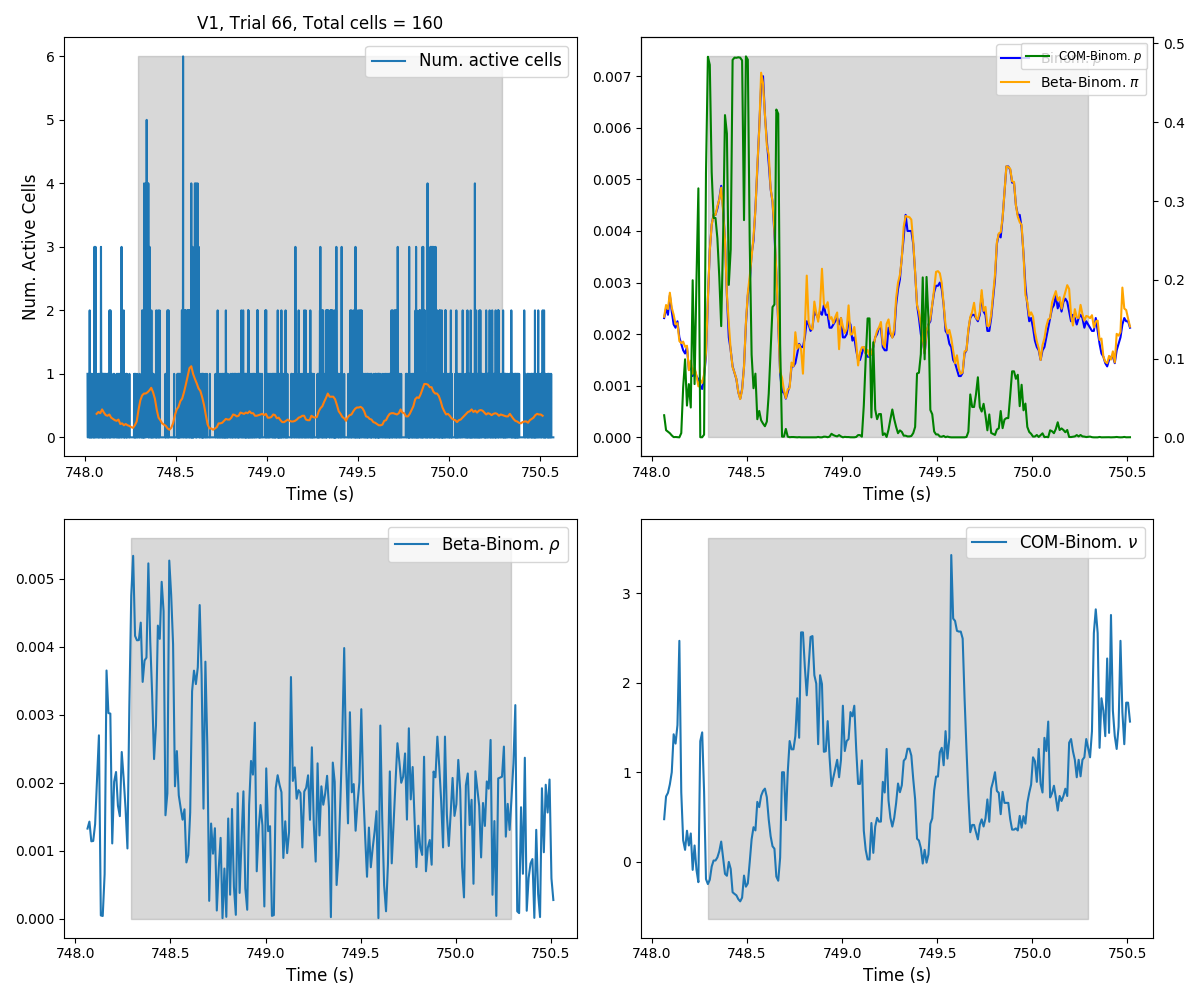 V1, Trial 66, Total cells = 160
Num. active cells
Num. Active Cells
6
5
4
3
2
1
0
748.0 748.5 749.0 749.5 750.0 750.5
Time (s)
COM-Binom. p
Beta-Binom. π
0.007
0.006
0.005
0.004
0.003
0.002
0.001
0.000
0.5
0.4
0.3
0.2
0.1
0.0
748.0 748.5 749.0 749.5 750.0 750.5
Time (s)
Beta-Binom. ρ
0.005
0.004
0.003
0.002
0.001
0.000
748.0 748.5 749.0 749.5 750.0 750.5
Time (s)
COM-Binom. ν
3
2
1
0
748.0 748.5 749.0 749.5 750.0 750.5
Time (s)